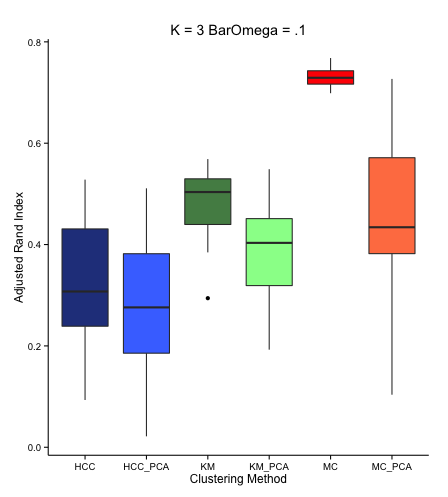 K = 3 BarOmega = .1
0.8
0.6
0.4
0.2
0.0
Adjusted Rand Index
HCC HCC_PCA KM KM_PCA MC MC_PCA
Clustering Method